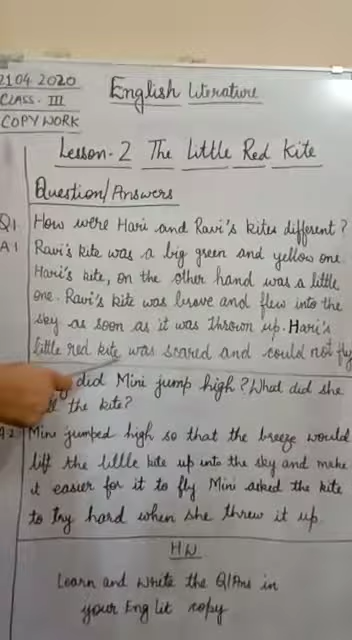 21.04.2020
CLASS - III
COPY WORK
English Literature
Lesson-2 The Little Red Kite
Question/Answers
Q1 How were Hari and Ravi's kites different?
A1 Ravi's kite was a big green and yellow one.
Hari's kite, on the other hand was a little
one. Ravi's kite was brave and flew into the
sky as soon as it was thrown up. Hari's
little red kite was scared and could not fly
did Mini jump high? What did she
the kite?
A2 Mini jumped high so that the breeze would
lift the little kite up into the sky and make
it easier for it to fly Mini asked the kite
to try hard when she threw it up.
HW
Learn and write the Q/Ans in
your Eng Lit copy